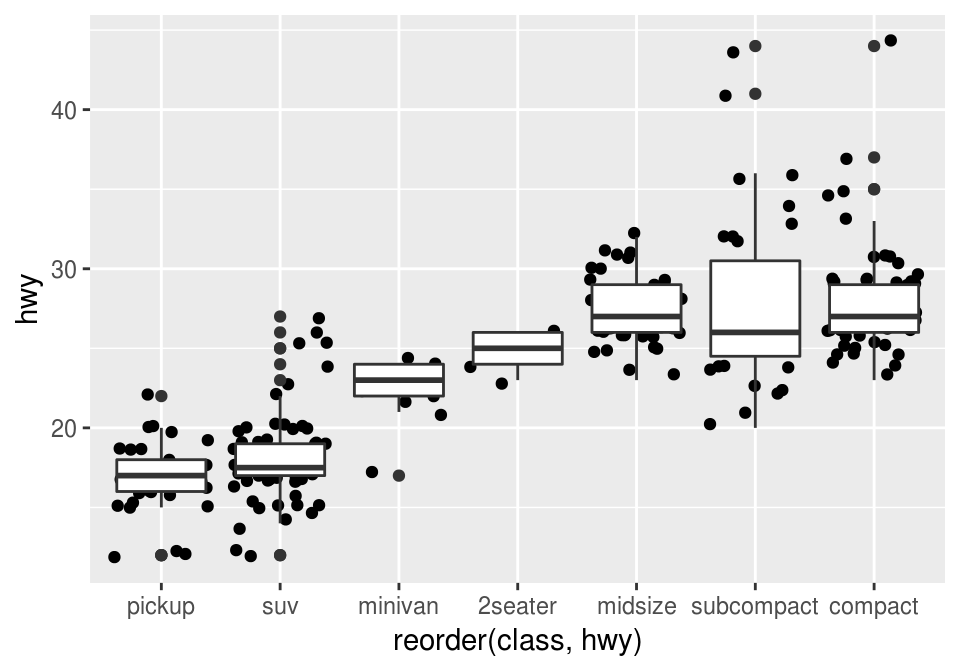 hwy
40
30
20
pickup suv minivan 2seater midsize subcompact compact
reorder(class, hwy)